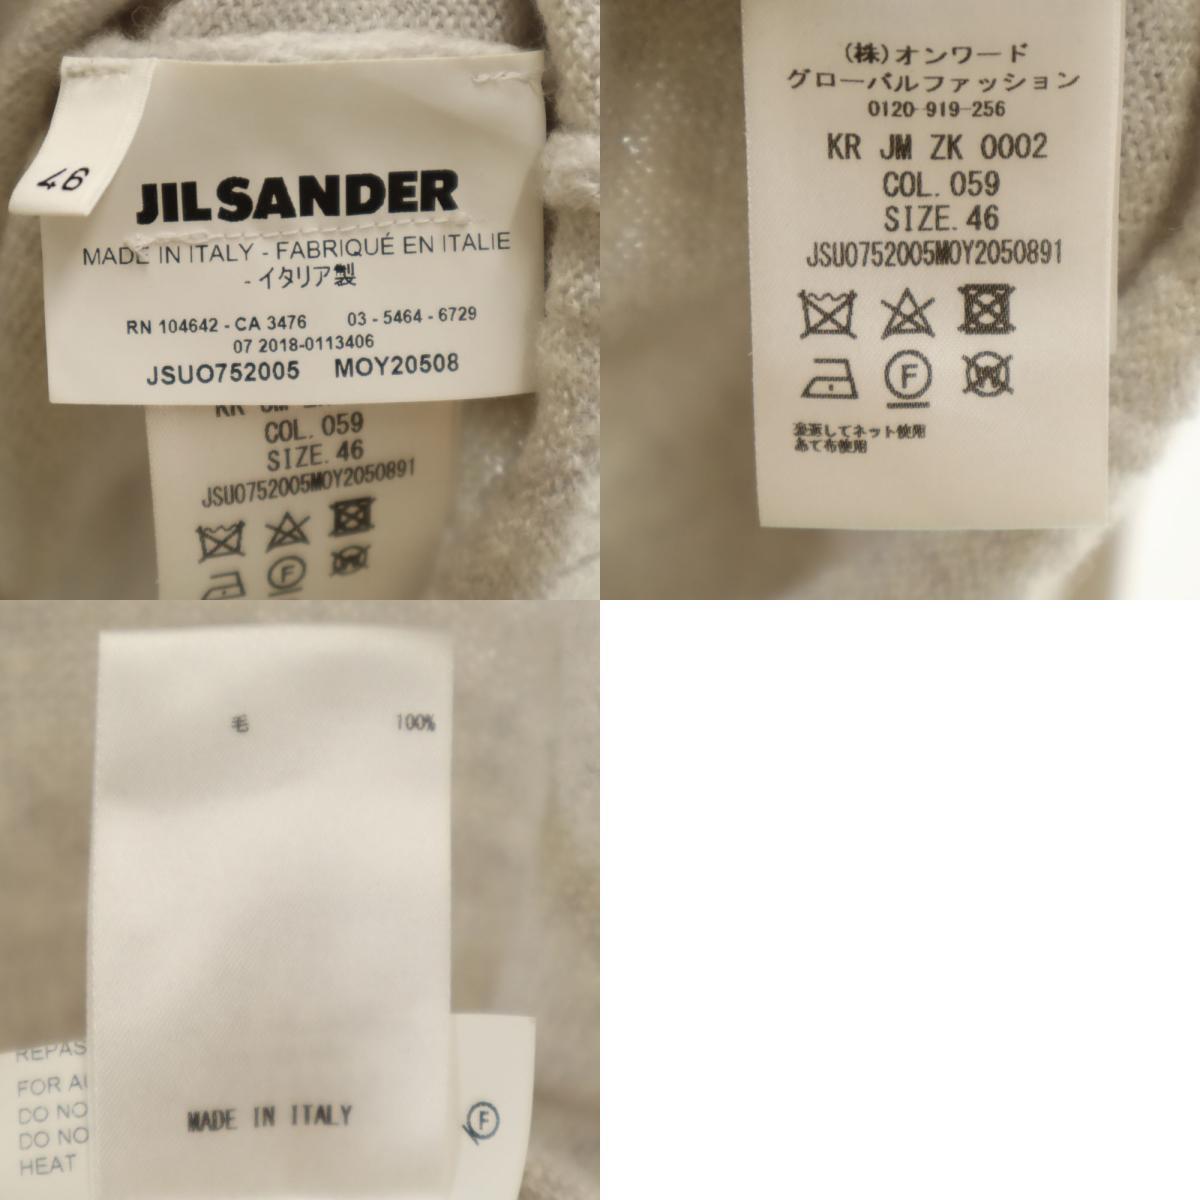 46
JIL SANDER
MADE IN ITALY - FABRIQUÉ EN ITALIE
- イタリア製
RN 104642 - CA 3476 03 - 5464 - 6729
07 2018-0113406
JSUO752005 MOY20508
COL. 059
SIZE. 46
JSUO752005MOY2050891
F
(株)オンワード
グローバルファッション
0120-919-256
KR JM ZK 0002
COL. 059
SIZE. 46
JSUO752005MOY2050891
F
W
裏返してネット使用
あて布使用
毛 100%
MADE IN ITALY
REPAS
FOR
DO NO
DO NO
HEAT
F